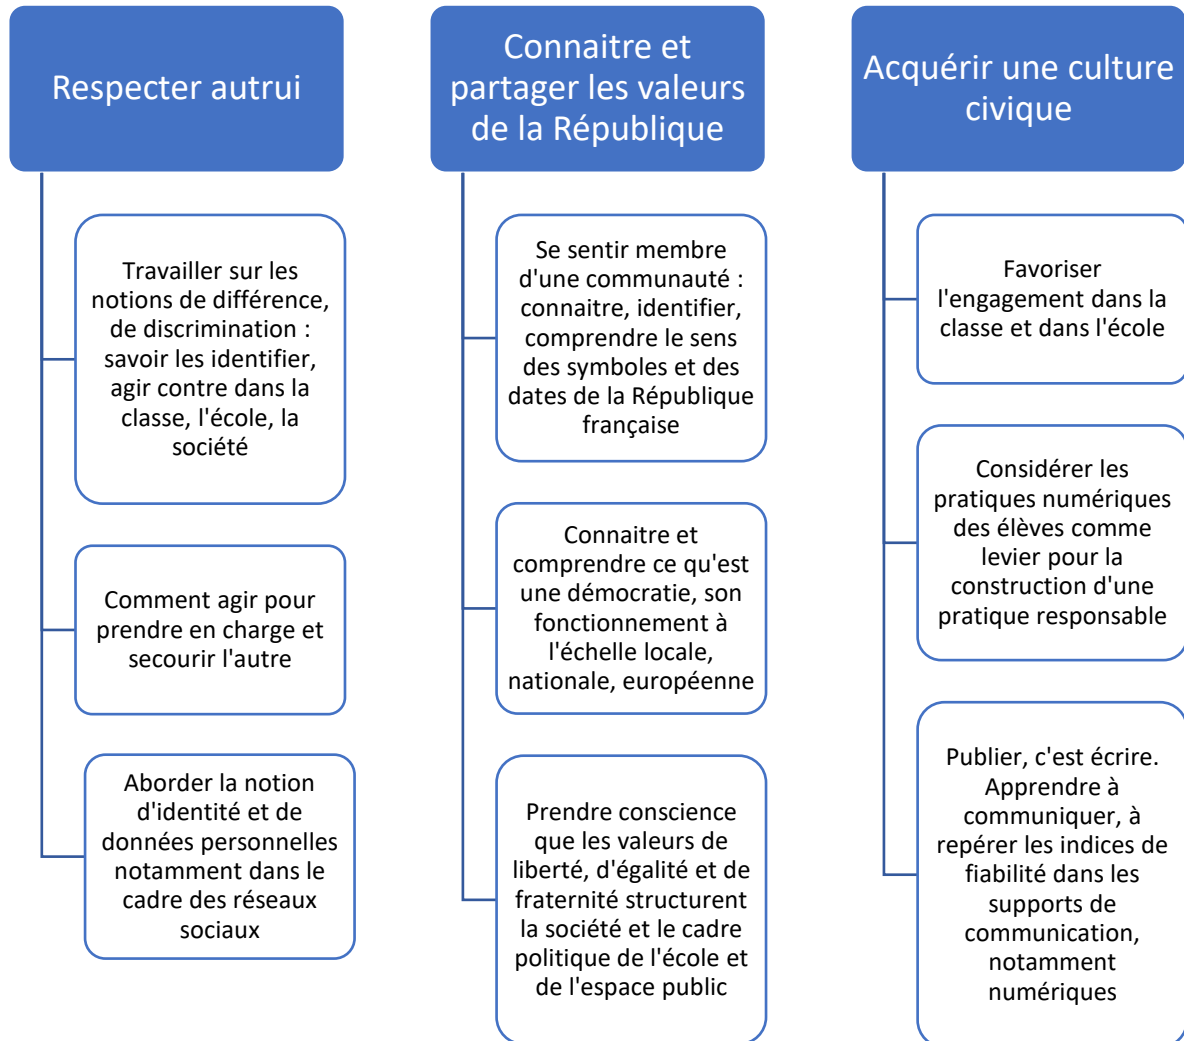 Respecter autrui
Travailler sur les
notions de différence,
de discrimination :
savoir les identifier,
agir contre dans la
classe, l'école, la
société
Comment agir pour
prendre en charge et
secourir l'autre
Aborder la notion
d'identité et de
données personnelles
notamment dans le
cadre des réseaux
sociaux
Connaitre et
partager les valeurs
de la République
Se sentir membre
d'une communauté :
connaitre, identifier,
comprendre le sens
des symboles et des
dates de la République
française
Connaitre et
comprendre ce qu'est
une démocratie, son
fonctionnement à
l'échelle locale,
nationale, européenne
Prendre conscience
que les valeurs de
liberté, d'égalité et de
fraternité structurent
la société et le cadre
politique de l'école et
de l'espace public
Acquérir une culture
civique
Favoriser
l'engagement dans la
classe et dans l'école
Considérer les
pratiques numériques
des élèves comme
levier pour la
construction d'une
pratique responsable
Publier, c'est écrire.
Apprendre à
communiquer, à
repérer les indices de
fiabilité dans les
supports de
communication,
notamment
numériques